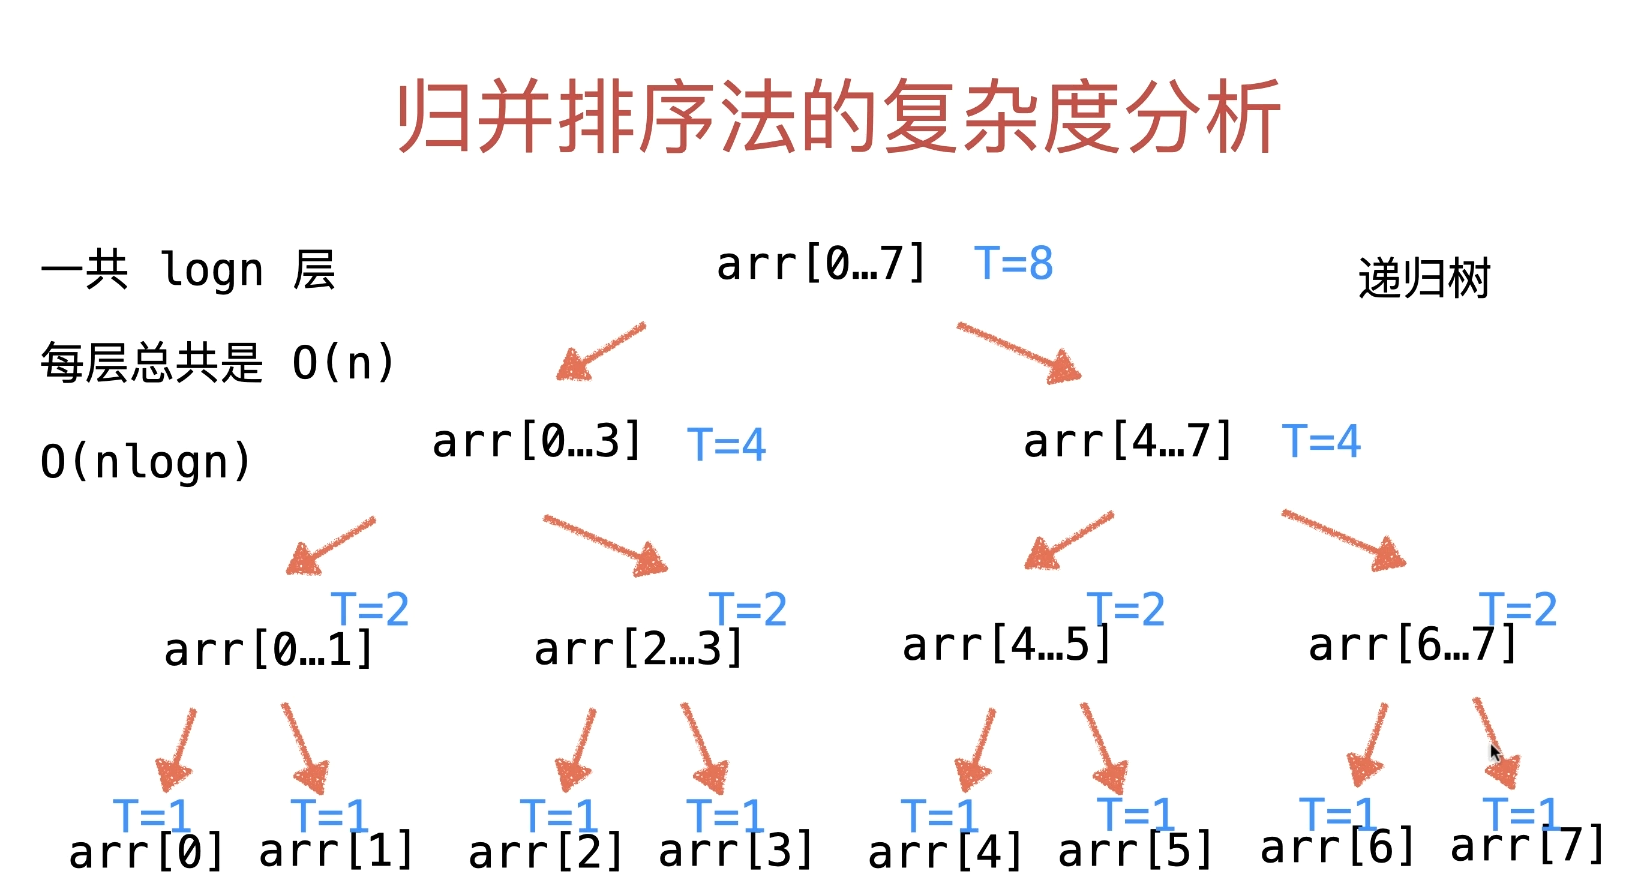 归并排序法的复杂度分析
一共 logn 层
arr[0…7] T=8
递归树
每层总共是 O(n)
O(nlogn)
arr[0…3] T=4
arr[4…7] T=4
T=2
T=2
T=2
T=2
arr[0…1]
arr[2…3]
arr[4…5]
arr[6…7]
T=1
T=1
T=1
T=1
T=1
T=1
T=1
T=1
arr[0]
arr[1]
arr[2]
arr[3]
arr[4]
arr[5]
arr[6]
arr[7]